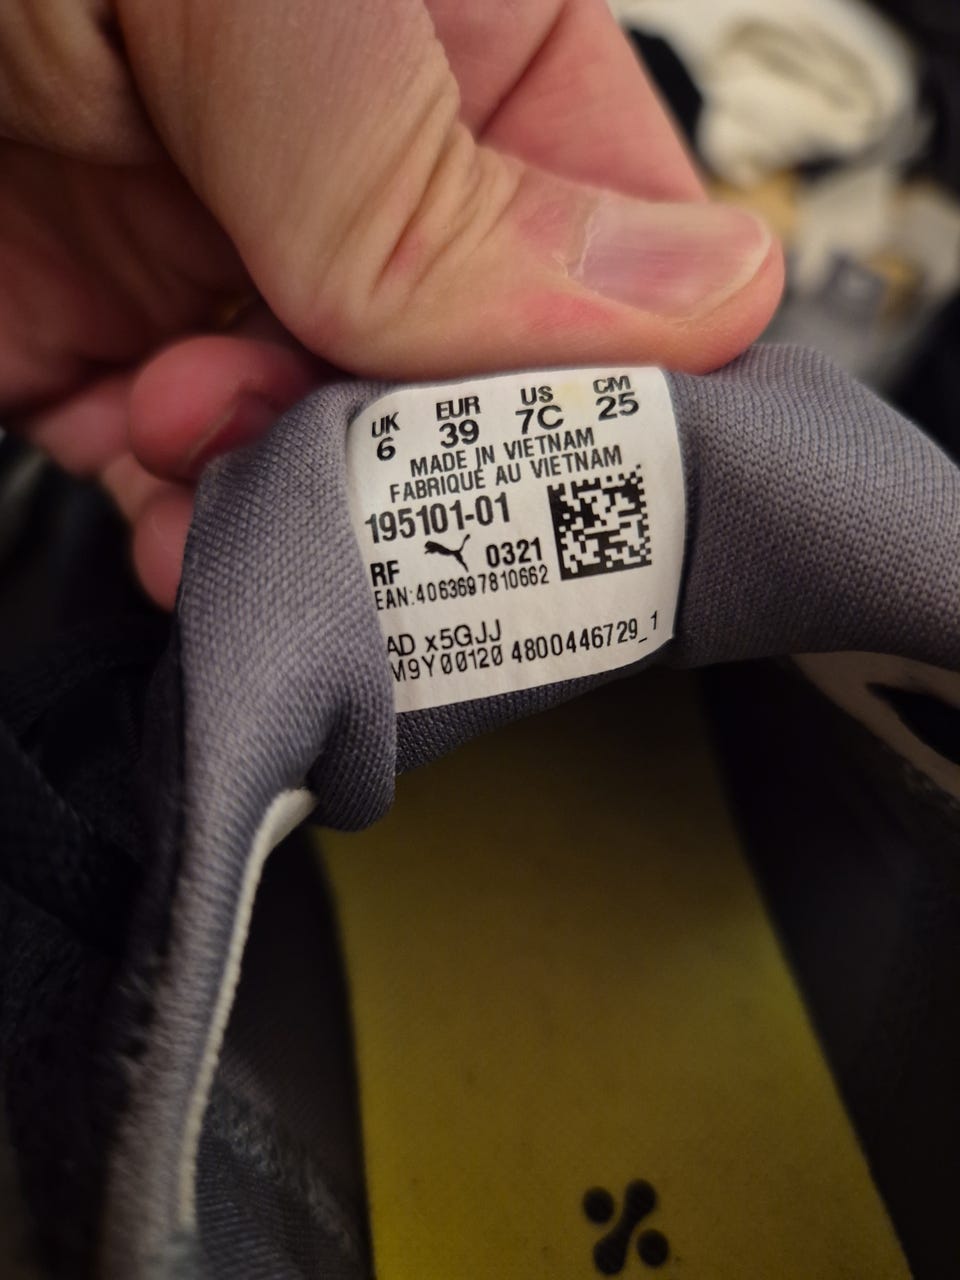 UK EUR US CM
6 39 7C 25
MADE IN VIETNAM
FABRIQUÉ AU VIETNAM
195101-01
RF 0321
EAN:4063697810662
AD x5GJJ
M9Y00120 4800446729_1